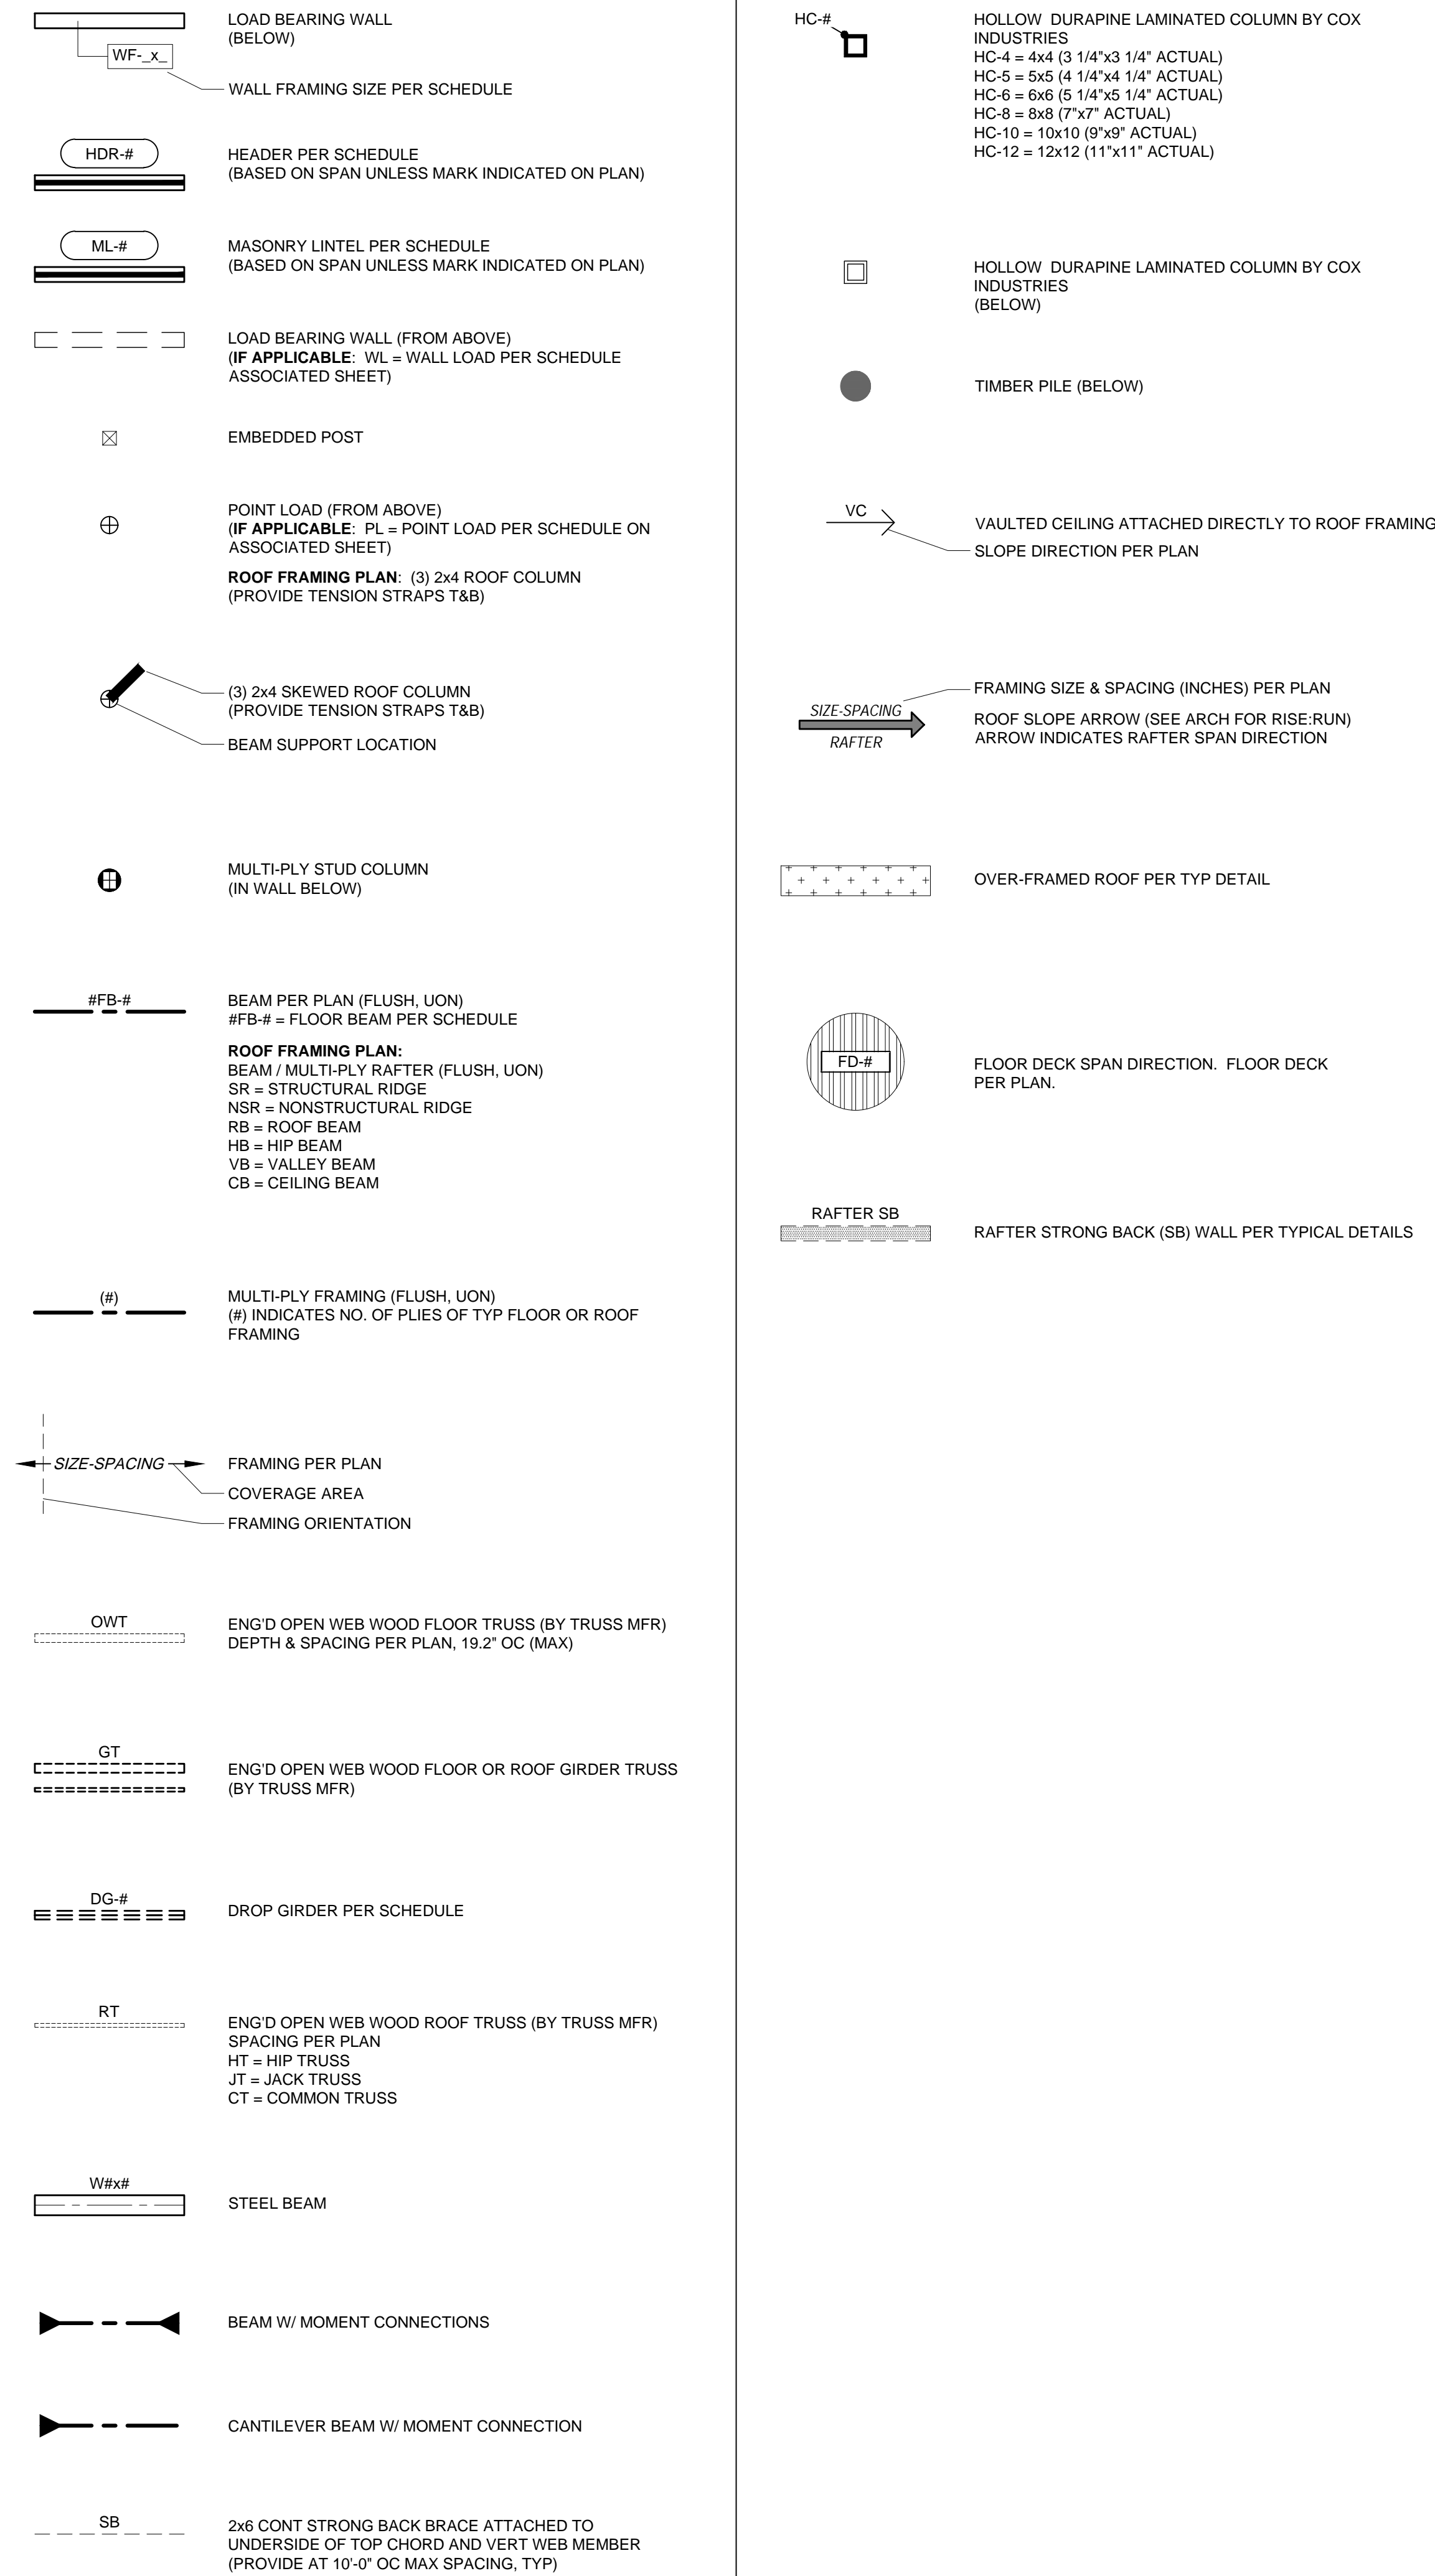 LOAD BEARING WALL
(BELOW)
WF-_x_
WALL FRAMING SIZE PER SCHEDULE
HDR-#
HEADER PER SCHEDULE
(BASED ON SPAN UNLESS MARK INDICATED ON PLAN)
ML-#
MASONRY LINTEL PER SCHEDULE
(BASED ON SPAN UNLESS MARK INDICATED ON PLAN)
LOAD BEARING WALL (FROM ABOVE)
(IF APPLICABLE: WL = WALL LOAD PER SCHEDULE
ASSOCIATED SHEET)
EMBEDDED POST
POINT LOAD (FROM ABOVE)
(IF APPLICABLE: PL = POINT LOAD PER SCHEDULE ON
ASSOCIATED SHEET)
ROOF FRAMING PLAN: (3) 2x4 ROOF COLUMN
(PROVIDE TENSION STRAPS T&B)
(3) 2x4 SKEWED ROOF COLUMN
(PROVIDE TENSION STRAPS T&B)
BEAM SUPPORT LOCATION
MULTI-PLY STUD COLUMN
(IN WALL BELOW)
#FB-#
BEAM PER PLAN (FLUSH, UON)
#FB-# = FLOOR BEAM PER SCHEDULE
ROOF FRAMING PLAN:
BEAM / MULTI-PLY RAFTER (FLUSH, UON)
SR = STRUCTURAL RIDGE
NSR = NONSTRUCTURAL RIDGE
RB = ROOF BEAM
HB = HIP BEAM
VB = VALLEY BEAM
CB = CEILING BEAM
(#)
MULTI-PLY FRAMING (FLUSH, UON)
(#) INDICATES NO. OF PLIES OF TYP FLOOR OR ROOF
FRAMING
SIZE-SPACING
FRAMING PER PLAN
COVERAGE AREA
FRAMING ORIENTATION
OWT
ENG'D OPEN WEB WOOD FLOOR TRUSS (BY TRUSS MFR)
DEPTH & SPACING PER PLAN, 19.2" OC (MAX)
GT
ENG'D OPEN WEB WOOD FLOOR OR ROOF GIRDER TRUSS
(BY TRUSS MFR)
DG-#
DROP GIRDER PER SCHEDULE
RT
ENG'D OPEN WEB WOOD ROOF TRUSS (BY TRUSS MFR)
SPACING PER PLAN
HT = HIP TRUSS
JT = JACK TRUSS
CT = COMMON TRUSS
W#x#
STEEL BEAM
BEAM W/ MOMENT CONNECTIONS
CANTILEVER BEAM W/ MOMENT CONNECTION
SB
2x6 CONT STRONG BACK BRACE ATTACHED TO
UNDERSIDE OF TOP CHORD AND VERT WEB MEMBER
(PROVIDE AT 10'-0" OC MAX SPACING, TYP)
HC-#
HOLLOW DURAPINE LAMINATED COLUMN BY COX
INDUSTRIES
HC-4 = 4x4 (3 1/4"x3 1/4" ACTUAL)
HC-5 = 5x5 (4 1/4"x4 1/4" ACTUAL)
HC-6 = 6x6 (5 1/4"x5 1/4" ACTUAL)
HC-8 = 8x8 (7"x7" ACTUAL)
HC-10 = 10x10 (9"x9" ACTUAL)
HC-12 = 12x12 (11"x11" ACTUAL)
HOLLOW DURAPINE LAMINATED COLUMN BY COX
INDUSTRIES
(BELOW)
TIMBER PILE (BELOW)
VC
VAULTED CEILING ATTACHED DIRECTLY TO ROOF FRAMING
SLOPE DIRECTION PER PLAN
FRAMING SIZE & SPACING (INCHES) PER PLAN
SIZE-SPACING
RAFTER
ROOF SLOPE ARROW (SEE ARCH FOR RISE:RUN)
ARROW INDICATES RAFTER SPAN DIRECTION
OVER-FRAMED ROOF PER TYP DETAIL
FD-#
FLOOR DECK SPAN DIRECTION. FLOOR DECK
PER PLAN.
RAFTER SB
RAFTER STRONG BACK (SB) WALL PER TYPICAL DETAILS